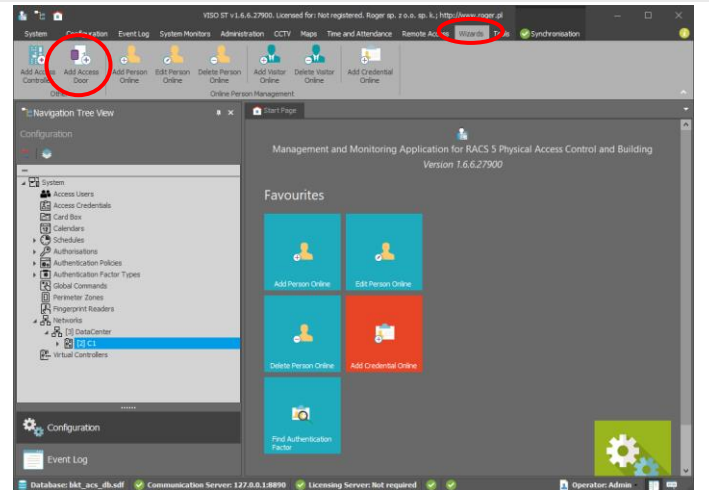 VISO ST v1.6.6.27900. Licensed for: Not registered. Roger sp. z o.o. sp. k.; http://www.roger.pl
System Configuration Event Log System Monitors Administration CCTV Maps Time and Attendance Remote Access Wizards Tools Synchronisation
Add Access Controller
Add Access Door
Add Person Online
Edit Person Online
Delete Person Online
Add Visitor Online
Delete Visitor Online
Add Credential Online
Online Person Management
Navigation Tree View
Configuration
System
Access Users
Access Credentials
Card Box
Calendars
Schedules
Authorisations
Authentication Policies
Authentication Factor Types
Global Commands
Perimeter Zones
Fingerprint Readers
Networks
[3] DataCenter
[2] C1
Virtual Controllers
Configuration
Event Log
Start Page
Management and Monitoring Application for RACS 5 Physical Access Control and Building
Version 1.6.6.27900
Favourites
Add Person Online
Edit Person Online
Delete Person Online
Add Credential Online
Find Authentication
Factor
Database: bkt_acs_db.sdf Communication Server: 127.0.0.1:8890 Licensing Server: Not required Operator: Admin